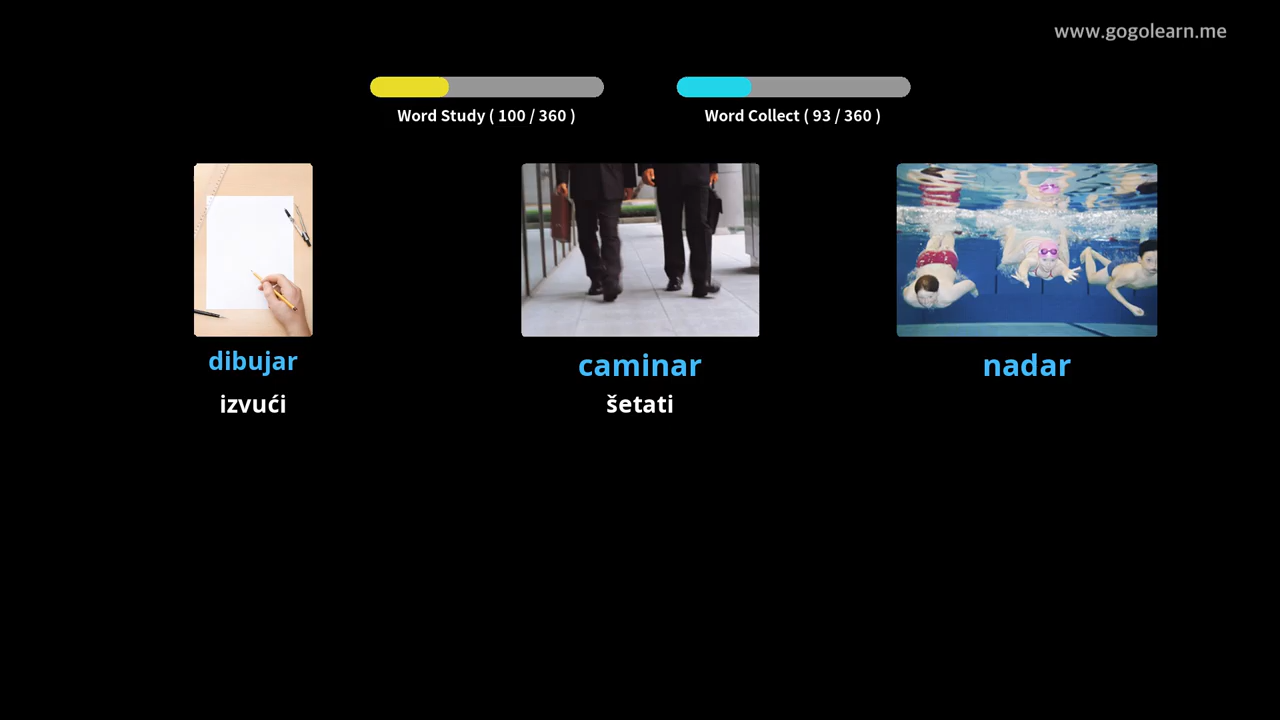 www.gogolearn.me
Word Study ( 100 / 360 )
Word Collect ( 93 / 360 )
dibujar
caminar
nadar
izvući
šetati